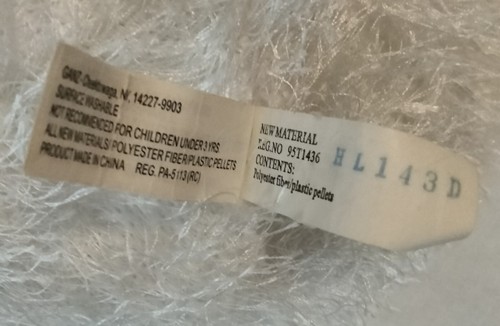 GANZ Cheektowaga, NY, 14227-9903
SURFACE WASHABLE
NOT RECOMMENDED FOR CHILDREN UNDER 3 YRS
ALL NEW MATERIALS/POLYESTER FIBER/PLASTIC PELLETS
PRODUCT MADE IN CHINA REG. PA-5113 (RC)
NEW MATERIAL
REG.NO 95T1436
CONTENTS:
Polyester fiber/plastic pellets
HL143D